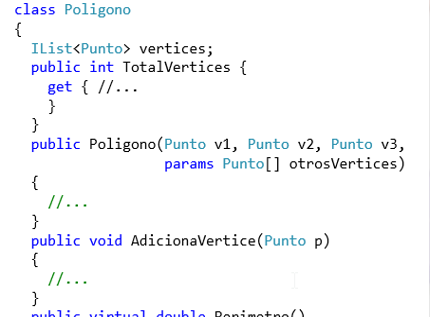 class Poligono
{
IList<Punto> vertices;
public int TotalVertices {
get { //...
}
}
public Poligono(Punto v1, Punto v2, Punto v3,
params Punto[] otrosVertices)
{
//...
}
public void AdicionaVertice(Punto p)
{
//...
}
public virtual double Perimetro()